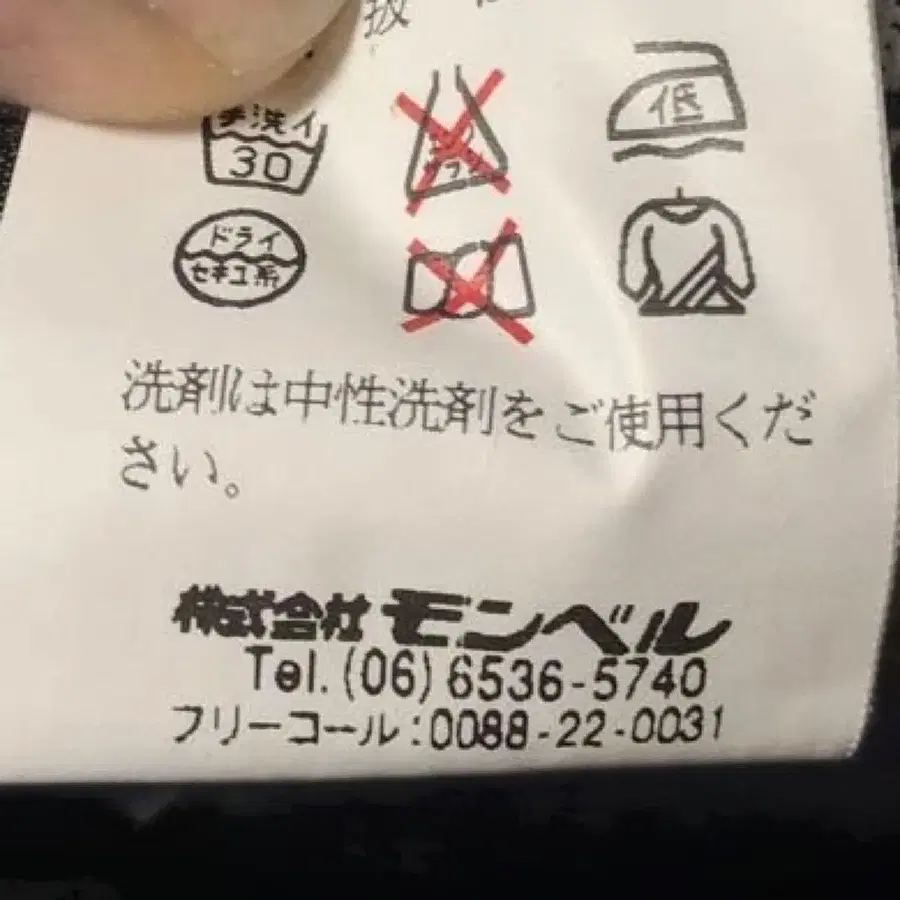 扱
手洗イ
30
低
ドライ
セキユ系
洗剤は中性洗剤をご使用くだ
さい。
株式会社 モンベル
Tel.(06)6536-5740
フリーコール:0088-22-0031